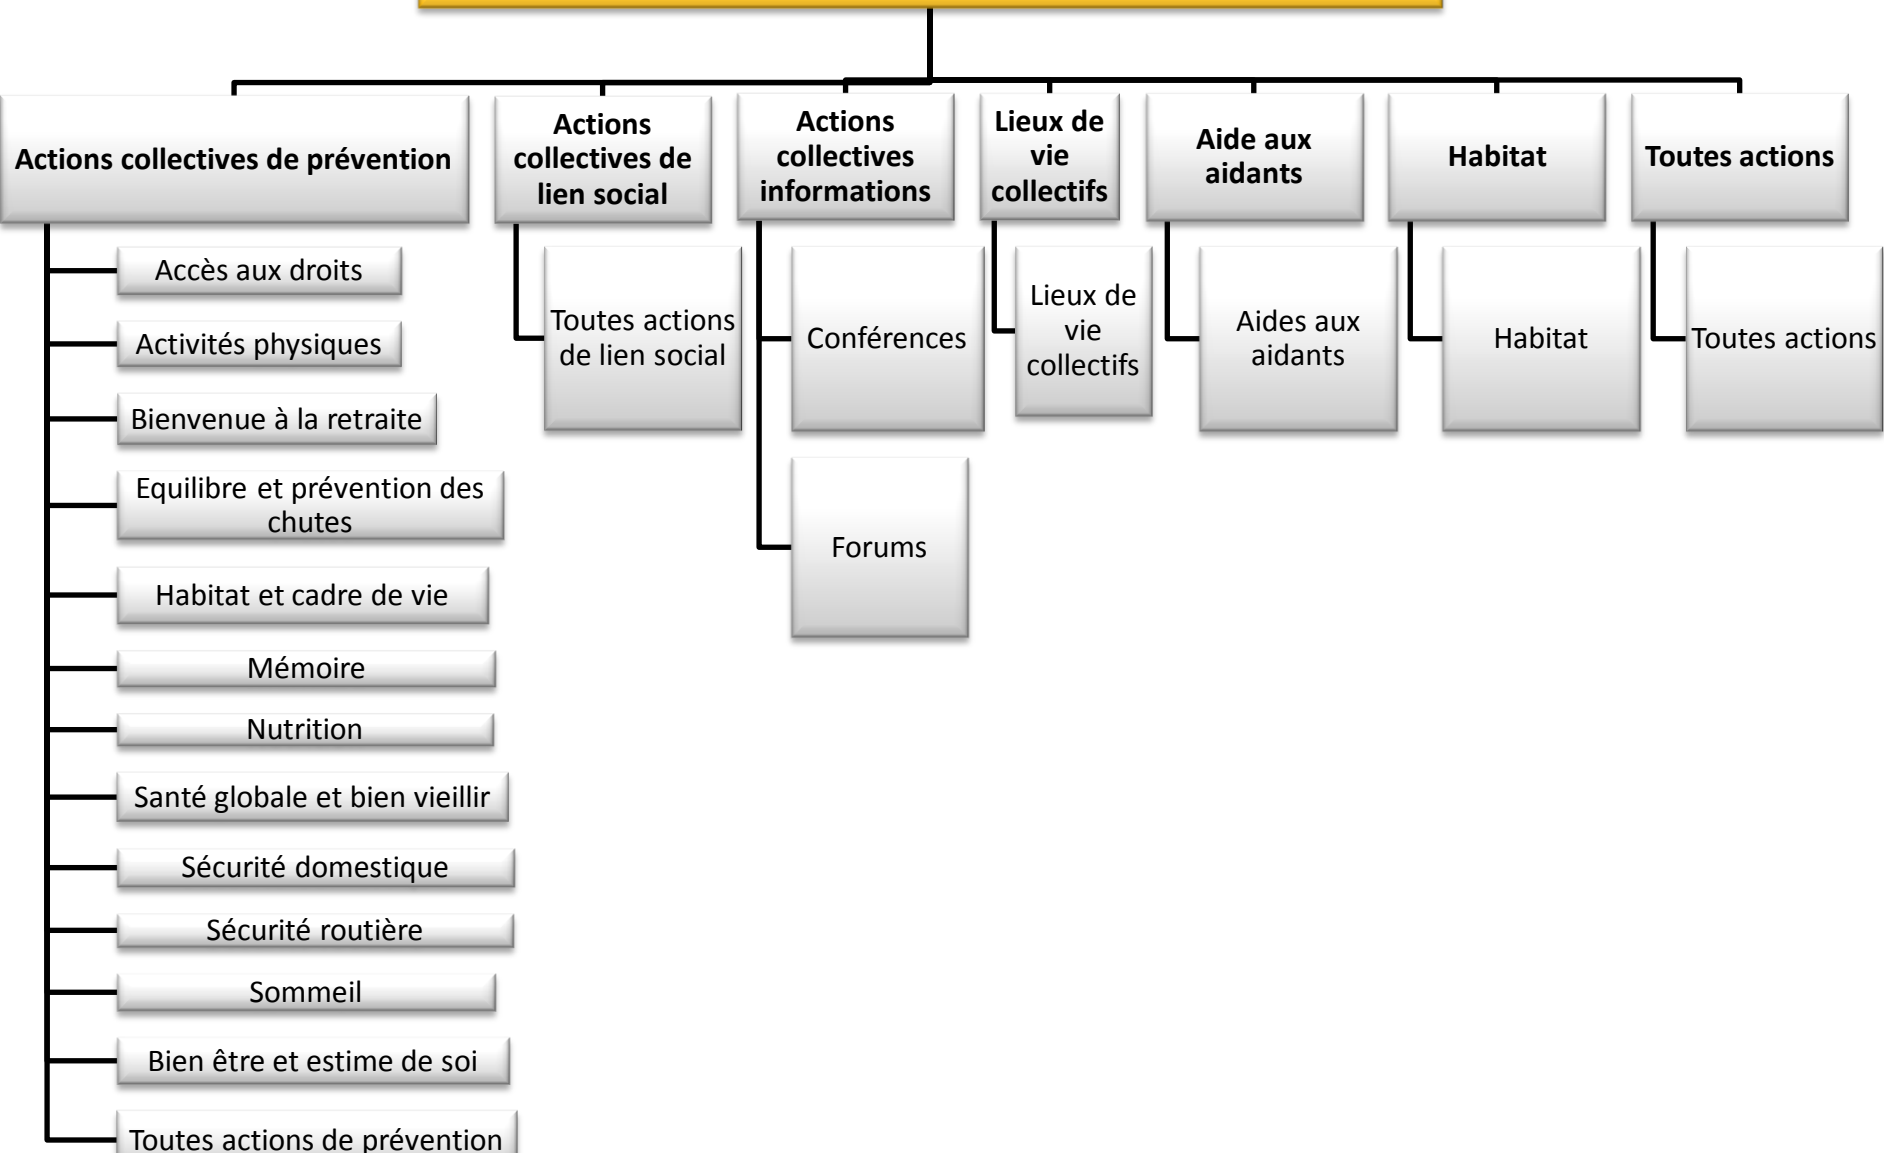 Actions collectives de prévention
Actions
collectives de
lien social
Actions
collectives
informations
Lieux de
vie
collectifs
Aide aux
aidants
Habitat
Toutes actions
Accès aux droits
Activités physiques
Bienvenue à la retraite
Equilibre et prévention des
chutes
Habitat et cadre de vie
Mémoire
Nutrition
Santé globale et bien vieillir
Sécurité domestique
Sécurité routière
Sommeil
Bien être et estime de soi
Toutes actions de prévention
Toutes actions
de lien social
Conférences
Forums
Lieux de
vie
collectifs
Aides aux
aidants
Habitat
Toutes actions